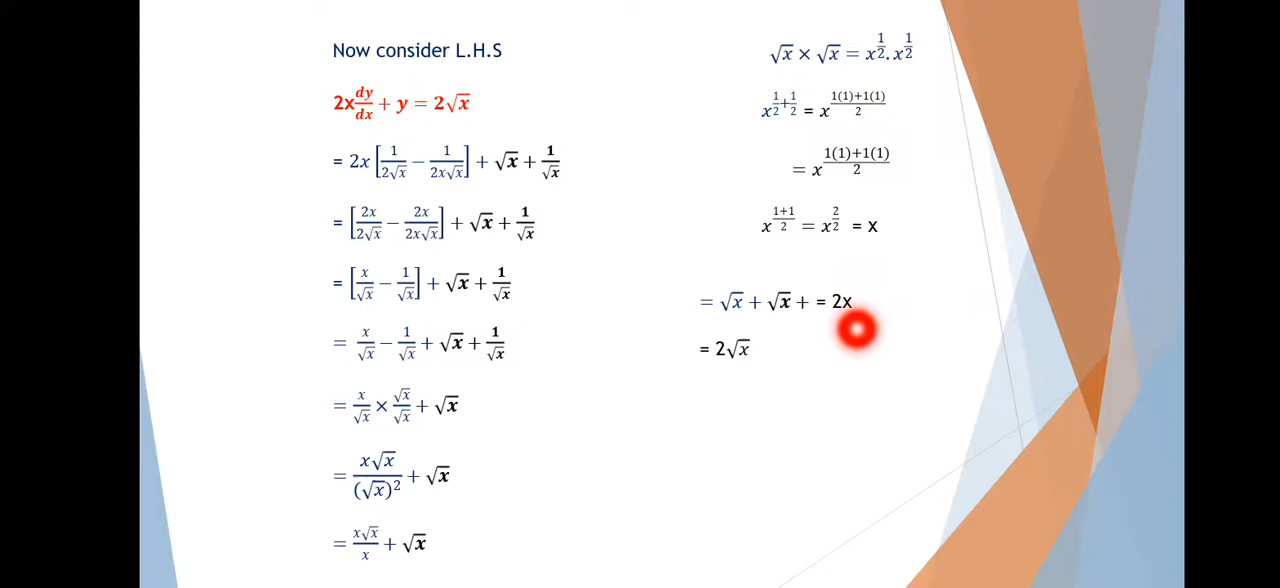 Now consider L.H.S
2x dy/dx + y = 2√x
= 2x [1/2√x − 1/2x√x] + √x + 1/√x
= [2x/2√x − 2x/2x√x] + √x + 1/√x
= [x/√x − 1/√x] + √x + 1/√x
= x/√x − 1/√x + √x + 1/√x
= x/√x × √x/√x + √x
= x√x/(√x)² + √x
= x√x/x + √x
√x × √x = x^1/2 . x^1/2
x^1/2+1/2 = x^1(1)+1(1)/2
= x^1(1)+1(1)/2
x^1+1/2 = x^2/2 = x
= √x + √x + = 2x
= 2√x